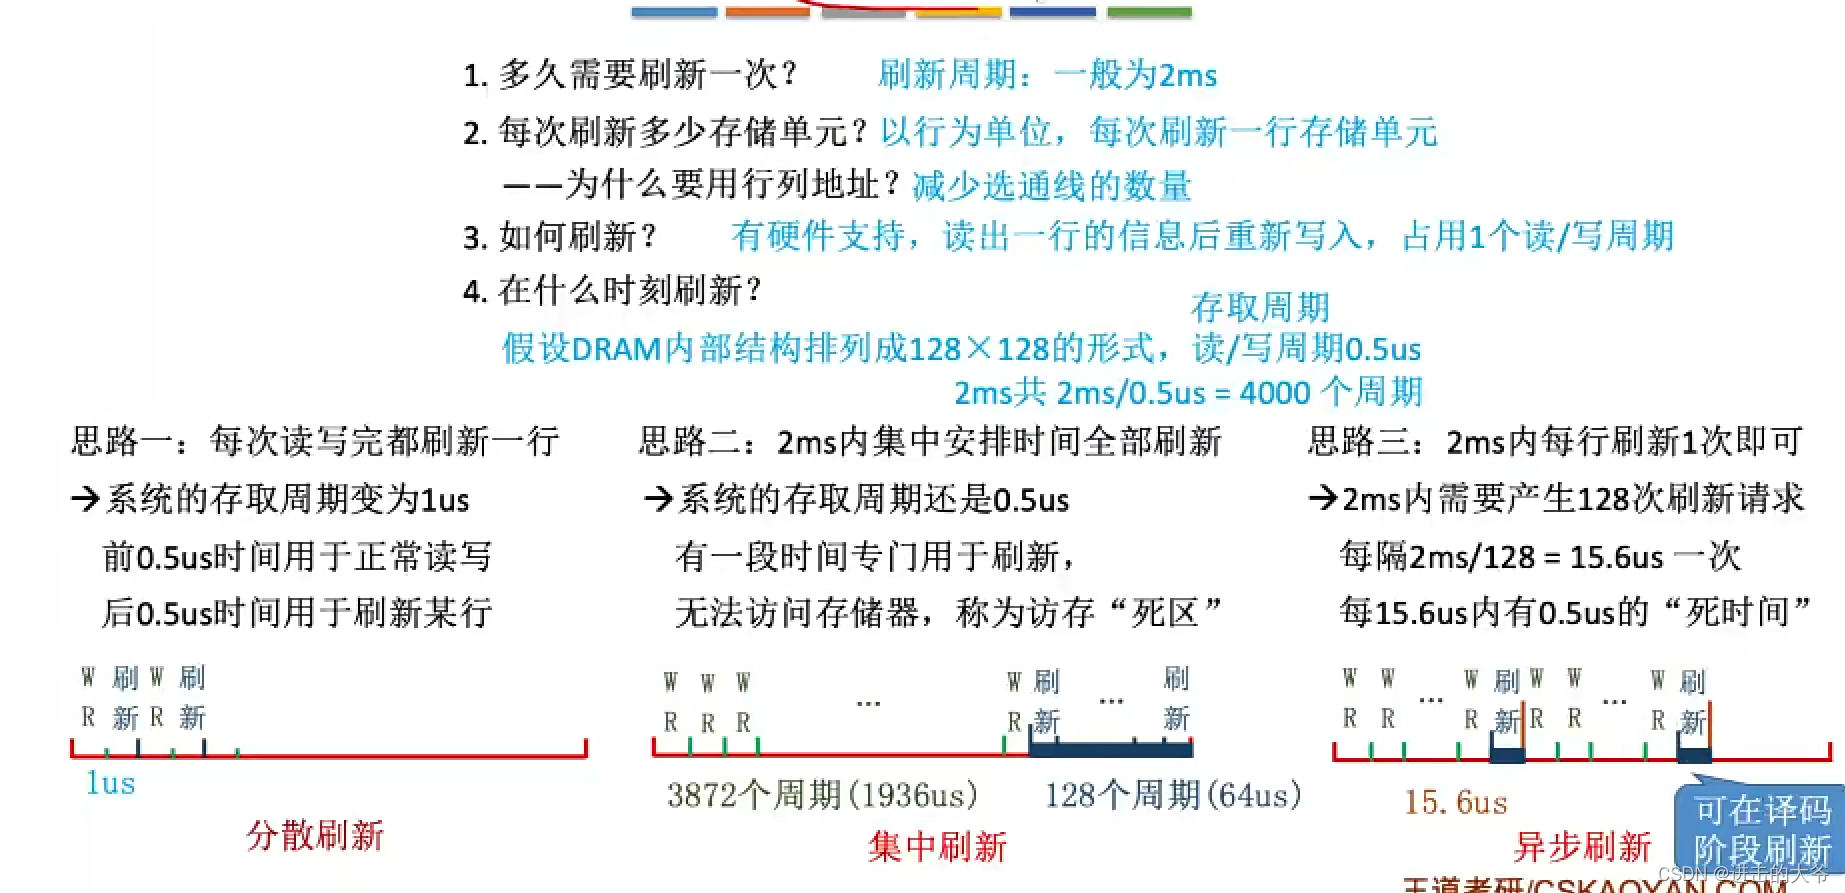 1. 多久需要刷新一次？ 刷新周期：一般为2ms
2. 每次刷新多少存储单元？以行为单位，每次刷新一行存储单元
——为什么要用行列地址？减少选通线的数量
3. 如何刷新？ 有硬件支持，读出一行的信息后重新写入，占用1个读/写周期
4. 在什么时刻刷新？
存取周期
假设DRAM内部结构排列成128×128的形式，读/写周期0.5us
2ms共 2ms/0.5us = 4000 个周期
思路一：每次读写完都刷新一行
→系统的存取周期变为1us
前0.5us时间用于正常读写
后0.5us时间用于刷新某行
W 刷 W 刷
R 新 R 新
1us
分散刷新
思路二：2ms内集中安排时间全部刷新
→系统的存取周期还是0.5us
有一段时间专门用于刷新，
无法访问存储器，称为访存“死区”
W W W ... W 刷 ... 刷
R R R R 新 新
3872个周期(1936us) 128个周期(64us)
集中刷新
思路三：2ms内每行刷新1次即可
→2ms内需要产生128次刷新请求
每隔2ms/128 = 15.6us 一次
每15.6us内有0.5us的“死时间”
W W ... W 刷 W W ... W 刷
R R R 新 R R R 新
15.6us
异步刷新
可在译码
阶段刷新
王道考研/CSKAOYAN.COM
CSDN @进击的大爷